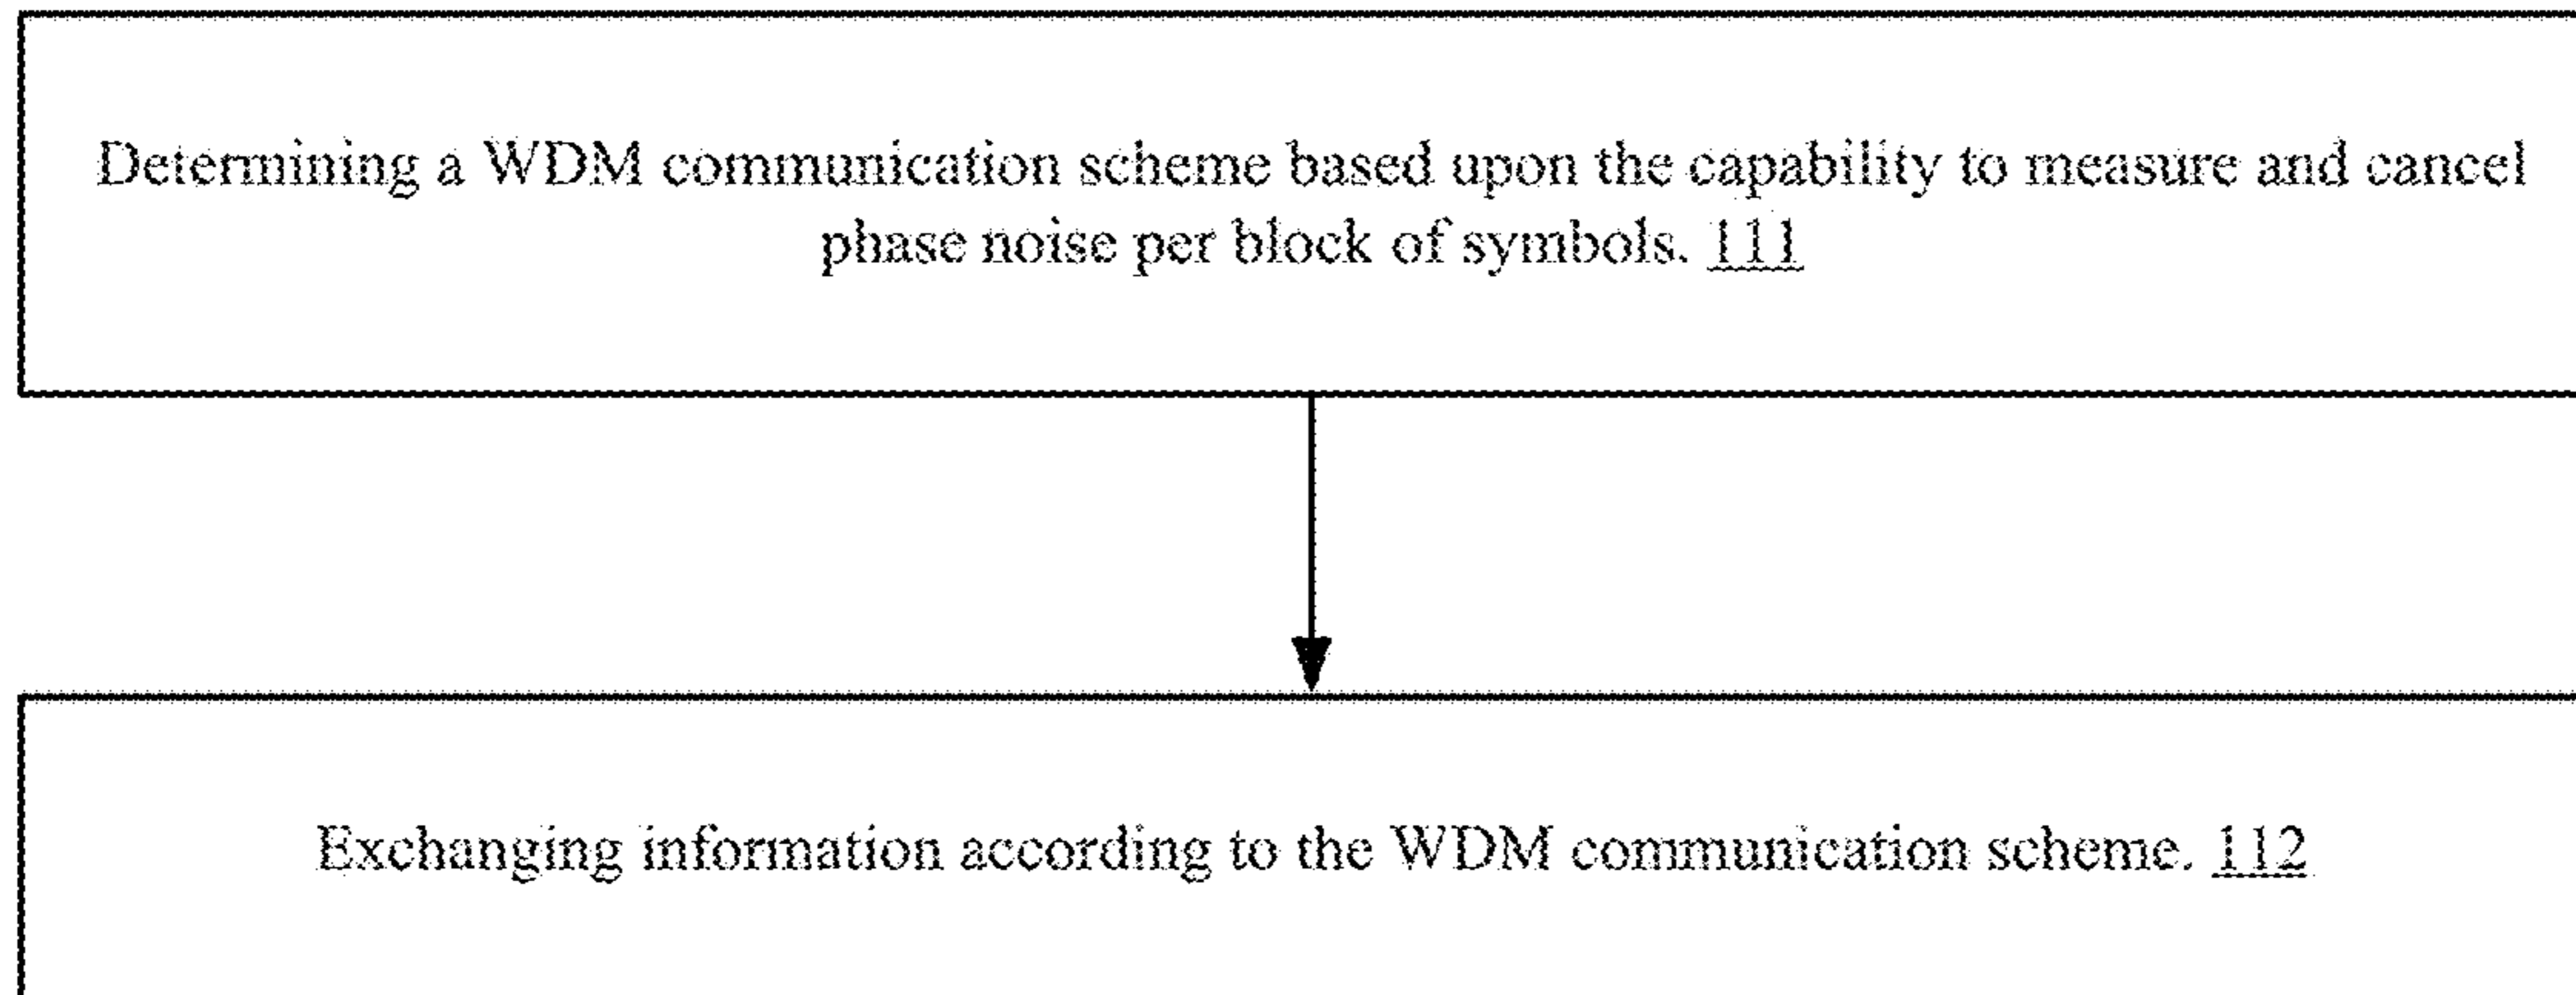 Determining a WDM communication scheme based upon the capability to measure and cancel
phase noise per block of symbols. 111
Exchanging information according to the WDM communication scheme. 112